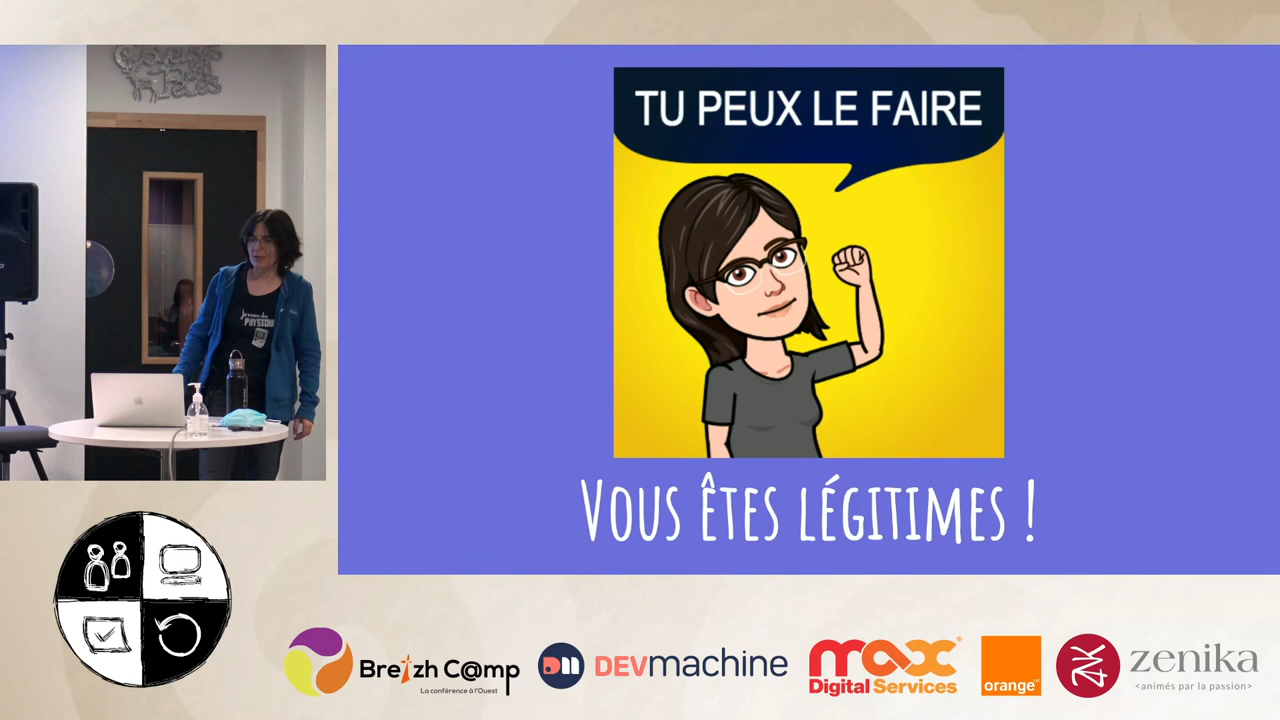 TU PEUX LE FAIRE
VOUS ÊTES LÉGITIMES !
Breizh C@mp
La conférence à l'Ouest
DEVmachine
max
Digital Services
orange
zenika
<animés par la passion>